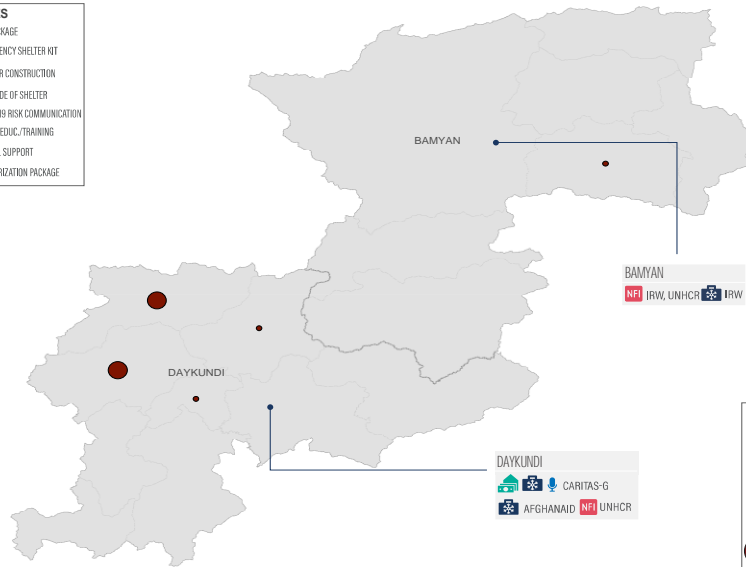 ENCY SHELTER KIT
R CONSTRUCTION
DE OF SHELTER
19 RISK COMMUNICATION
EDUC./TRAINING
SUPPORT
RIZATION PACKAGE
BAMYAN
BAMYAN
NFI IRW, UNHCR IRW
DAYKUNDI
DAYKUNDI
CARITAS-G
AFGHANAID NFI UNHCR